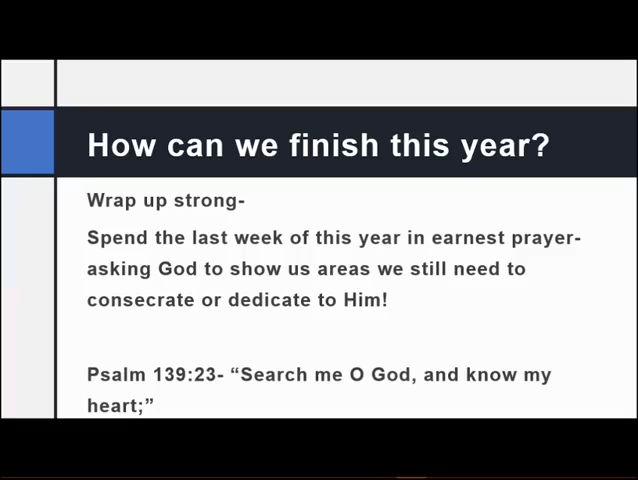 How can we finish this year?
Wrap up strong-
Spend the last week of this year in earnest prayer-
asking God to show us areas we still need to
consecrate or dedicate to Him!
Psalm 139:23- “Search me O God, and know my
heart;”